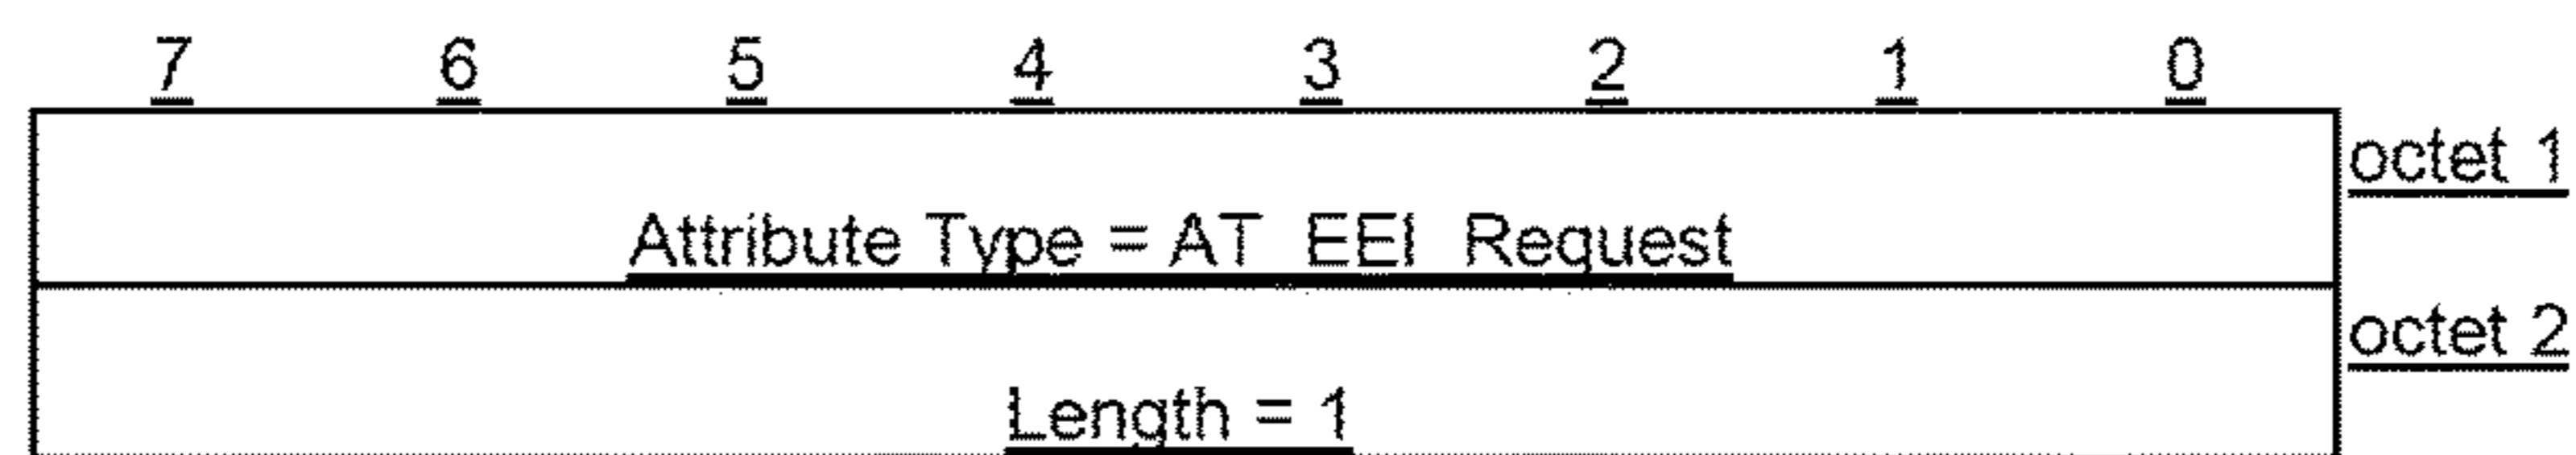 7 6 5 4 3 2 1 0
octet 1
Attribute Type = AT_EEI_Request
octet 2
Length = 1